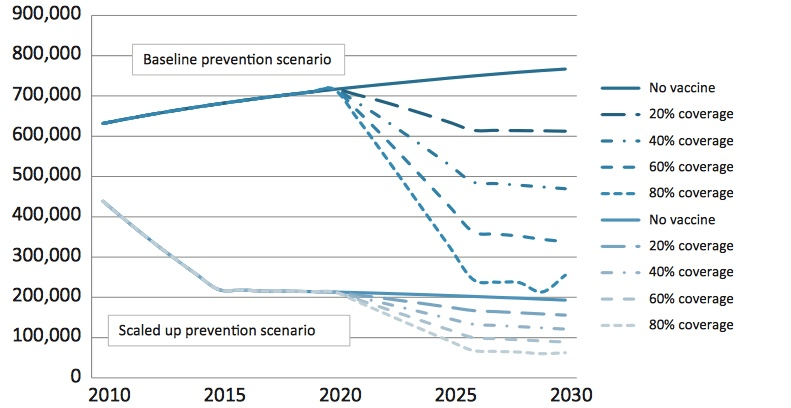 900,000
800,000
700,000
600,000
500,000
400,000
300,000
200,000
100,000
0
Baseline prevention scenario
Scaled up prevention scenario
2010 2015 2020 2025 2030
No vaccine
20% coverage
40% coverage
60% coverage
80% coverage
No vaccine
20% coverage
40% coverage
60% coverage
80% coverage